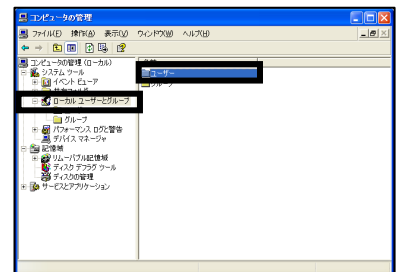 コンピュータの管理
ファイル(F) 操作(A) 表示(V) ウィンドウ(W) ヘルプ(H)
コンピュータの管理 (ローカル)
システム ツール
イベント ビューア
ローカル ユーザーとグループ
グループ
パフォーマンス ログと警告
デバイス マネージャ
記憶域
リムーバブル記憶域
ディスク デフラグ ツール
ディスクの管理
サービスとアプリケーション
ユーザー
グループ